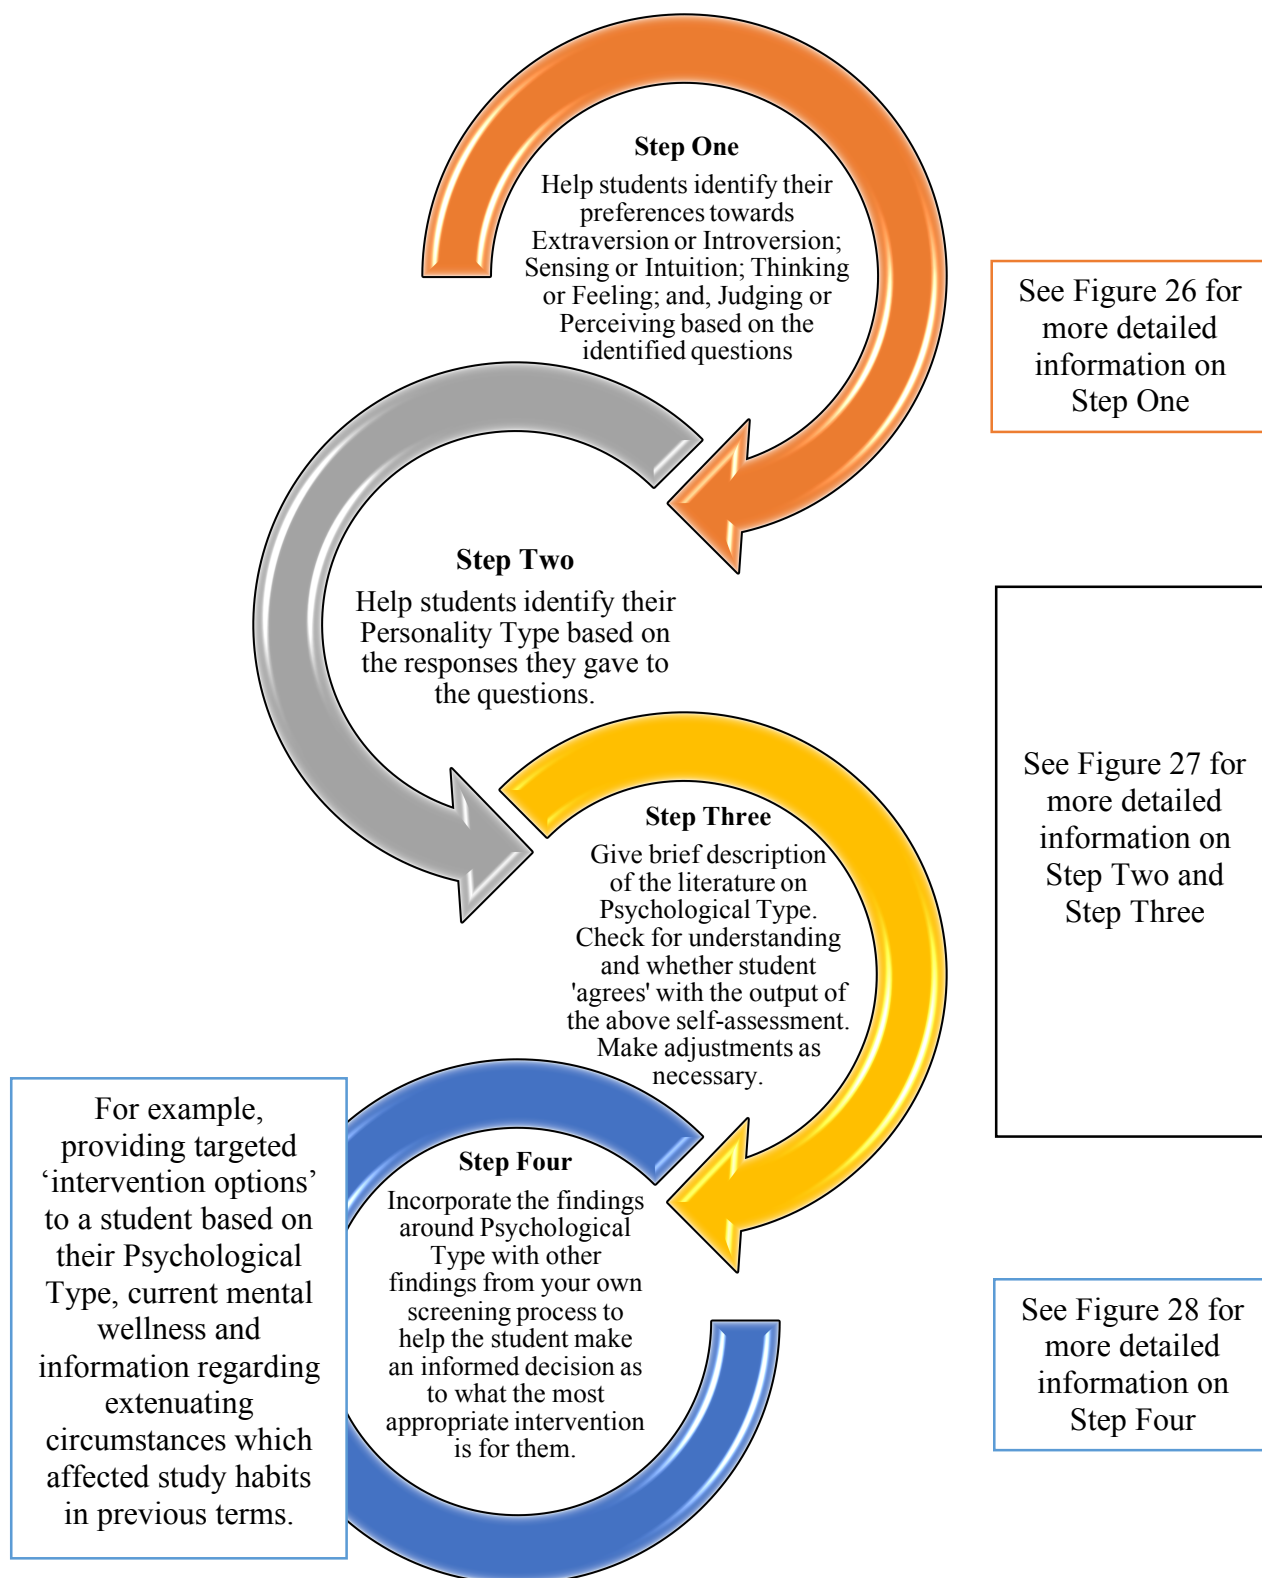 Step One
Help students identify their
preferences towards
Extraversion or Introversion;
Sensing or Intuition; Thinking
or Feeling; and, Judging or
Perceiving based on the
identified questions
See Figure 26 for
more detailed
information on
Step One
Step Two
Help students identify their
Personality Type based on
the responses they gave to
the questions.
See Figure 27 for
more detailed
information on
Step Two and
Step Three
Step Three
Give brief description
of the literature on
Psychological Type.
Check for understanding
and whether student
'agrees' with the output of
the above self-assessment.
Make adjustments as
necessary.
For example,
providing targeted
‘intervention options’
to a student based on
their Psychological
Type, current mental
wellness and
information regarding
extenuating
circumstances which
affected study habits
in previous terms.
Step Four
Incorporate the findings
around Psychological
Type with other
findings from your own
screening process to
help the student make
an informed decision as
to what the most
appropriate intervention
is for them.
See Figure 28 for
more detailed
information on
Step Four